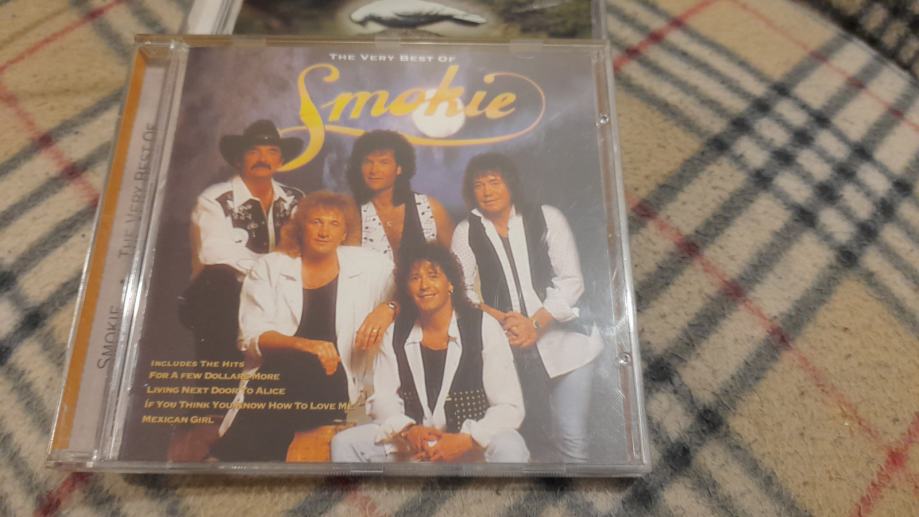 The Very Best Of
Smokie
Smokie • The Very Best Of
Includes The Hits
For A Few Dollars More
Living Next Door To Alice
If You Think You Know How To Love Me
Mexican Girl